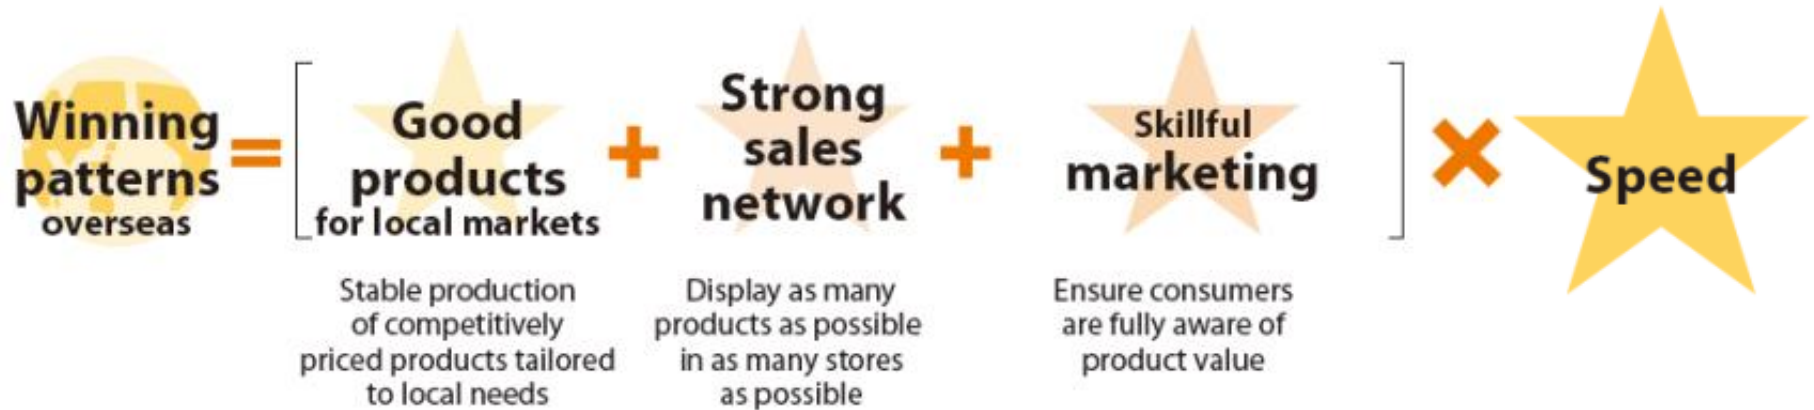 Winning
patterns
overseas
=
[
Good
products
for local markets
+
Strong
sales
network
+
Skillful
marketing
]
×
Speed
Stable production
of competitively
priced products tailored
to local needs
Display as many
products as possible
in as many stores
as possible
Ensure consumers
are fully aware of
product value